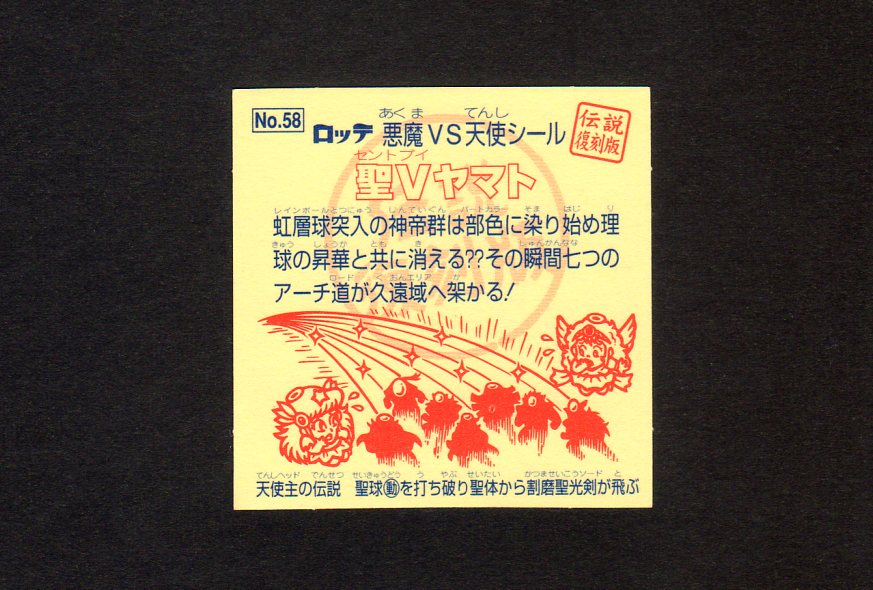 No.58
あくま てんし
ロッテ 悪魔VS天使シール
伝説
復刻版
セントブイ
聖Vヤマト
レインボールとつにゅう しんていぐん パートカラー そま はじ り
虹層球突入の神帝群は部色に染り始め理
きゅう しょうか とも き しゅんかんなな
球の昇華と共に消える??その瞬間七つの
ロード くおんエリア か
アーチ道が久遠域へ架かる!
てんしヘッド でんせつ せいきゅうどう う やぶ せいたい かつませいこうソード と
天使主の伝説 聖球動を打ち破り聖体から割磨聖光剣が飛ぶ